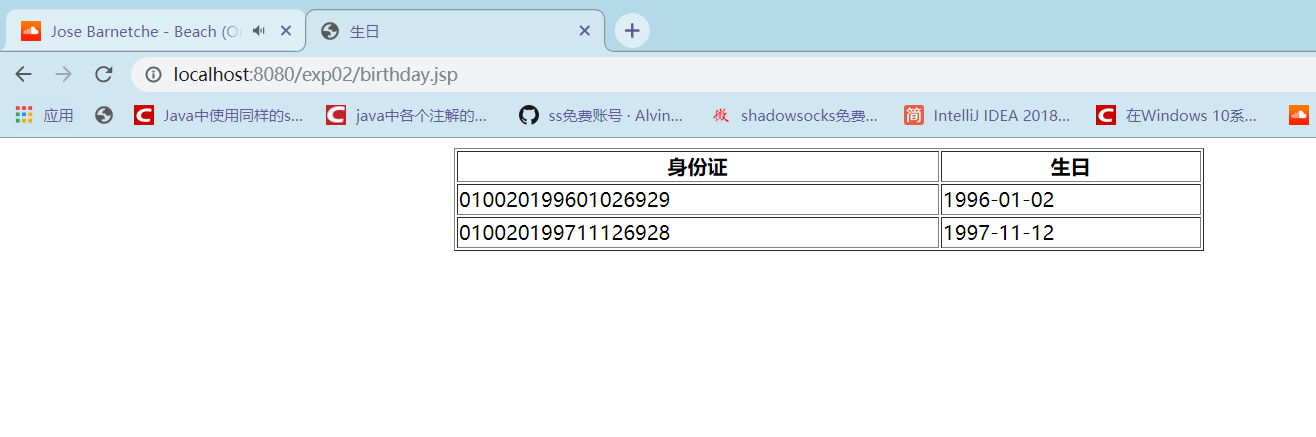 Jose Barnetche - Beach (O
生日
localhost:8080/exp02/birthday.jsp
应用 Java中使用同样的s... java中各个注解的... ss免费账号 · Alvin... 微 shadowsocks免费... 简 IntelliJ IDEA 2018... 在Windows 10系...
身份证 生日
010020199601026929 1996-01-02
010020199711126928 1997-11-12